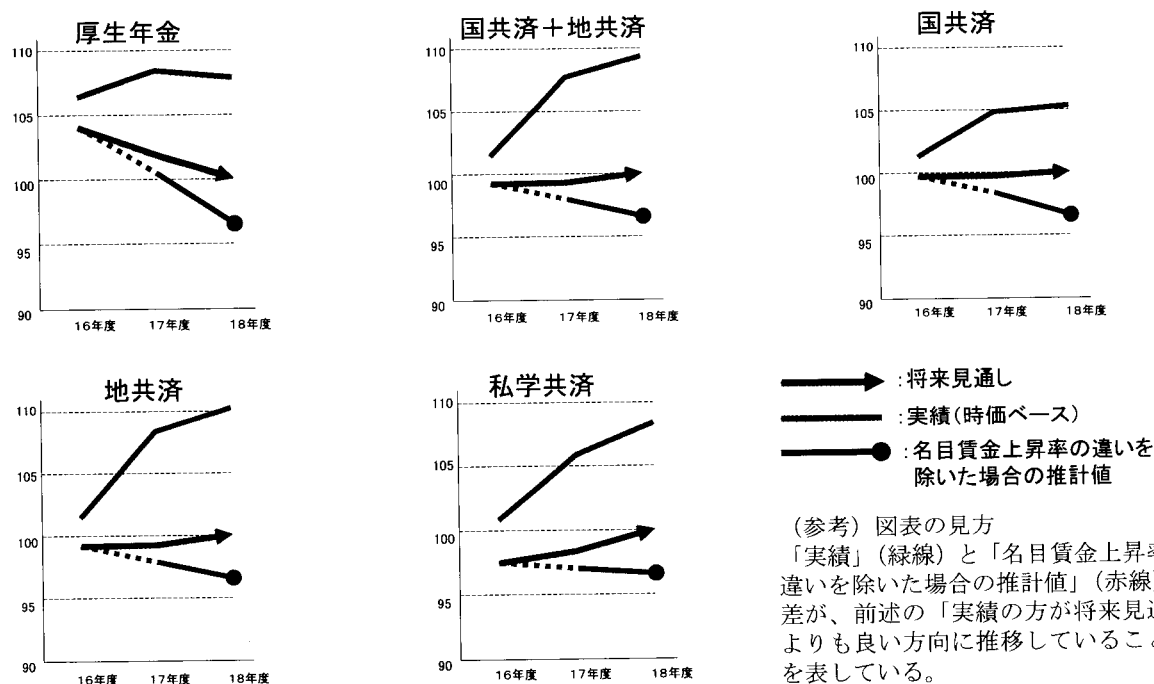 厚生年金
110
105
100
95
90
16年度 17年度 18年度
国共済＋地共済
110
105
100
95
90
16年度 17年度 18年度
国共済
110
105
100
95
90
16年度 17年度 18年度
地共済
110
105
100
95
90
16年度 17年度 18年度
私学共済
110
105
100
95
90
16年度 17年度 18年度
:将来見通し
:実績(時価ベース)
:名目賃金上昇率の違いを
除いた場合の推計値
(参考) 図表の見方
「実績」(緑線) と「名目賃金上昇率
違いを除いた場合の推計値」(赤線)
差が、前述の「実績の方が将来見通
よりも良い方向に推移しているこ
を表している。